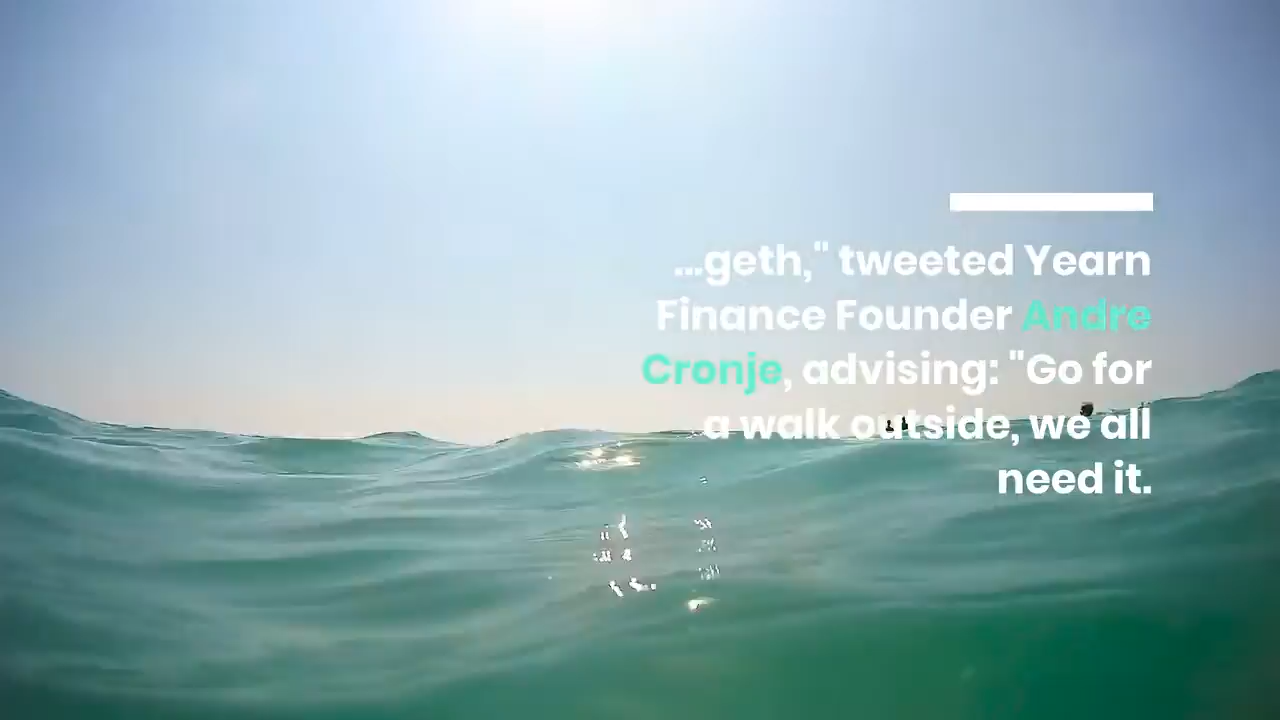 ...geth," tweeted Yearn
Finance Founder Andre
Cronje, advising: "Go for
a walk outside, we all
need it.